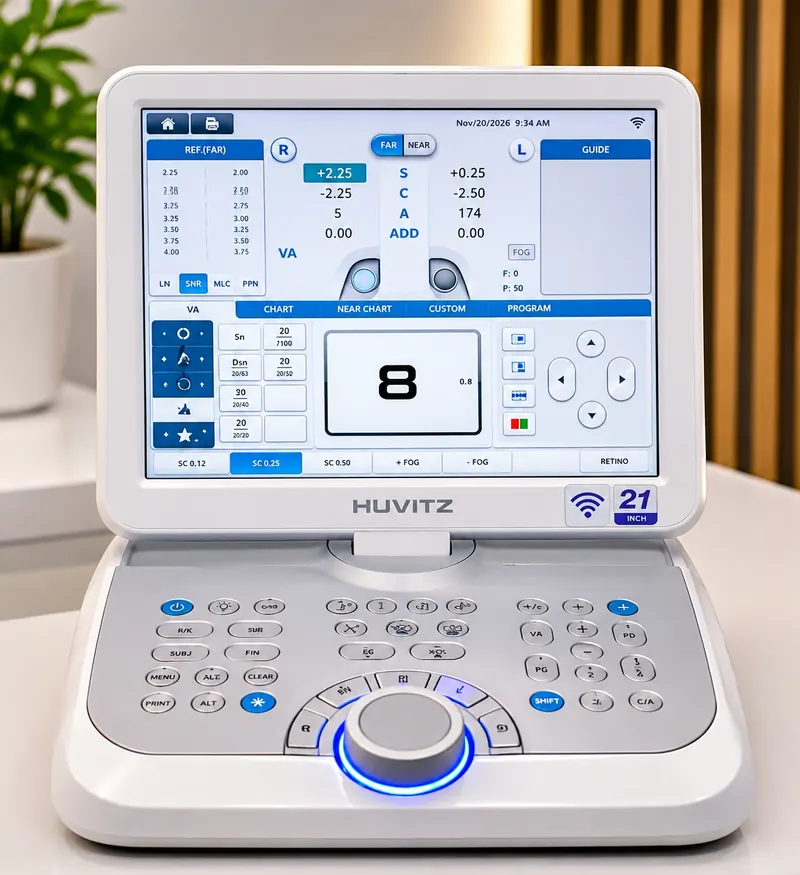 Nov/20/2026 9:34 AM
REF.(FAR)
R
FAR NEAR
L
GUIDE
2.25 2.00
3.25 2.75
3.25 3.00
3.50 3.25
3.75 3.50
4.00 3.75
+2.25 S +0.25
-2.25 C -2.50
5 A 174
0.00 ADD 0.00
VA
FOG
F: 0
P: 50
LN SNR MLC PPN
VA CHART NEAR CHART CUSTOM PROGRAM
Sn 20
/100
Dsn 20
20/63 20/50
20/40
20
20/20
8
0.8
SC 0.12 SC 0.25 SC 0.50 + FOG - FOG RETINO
HUVITZ
21
INCH
R/K SUB
SUBJ FIN
MENU ALT. CLEAR
PRINT ALT
EG
R
+/c + +
VA + PD
-
PG 2
SHIFT C/A